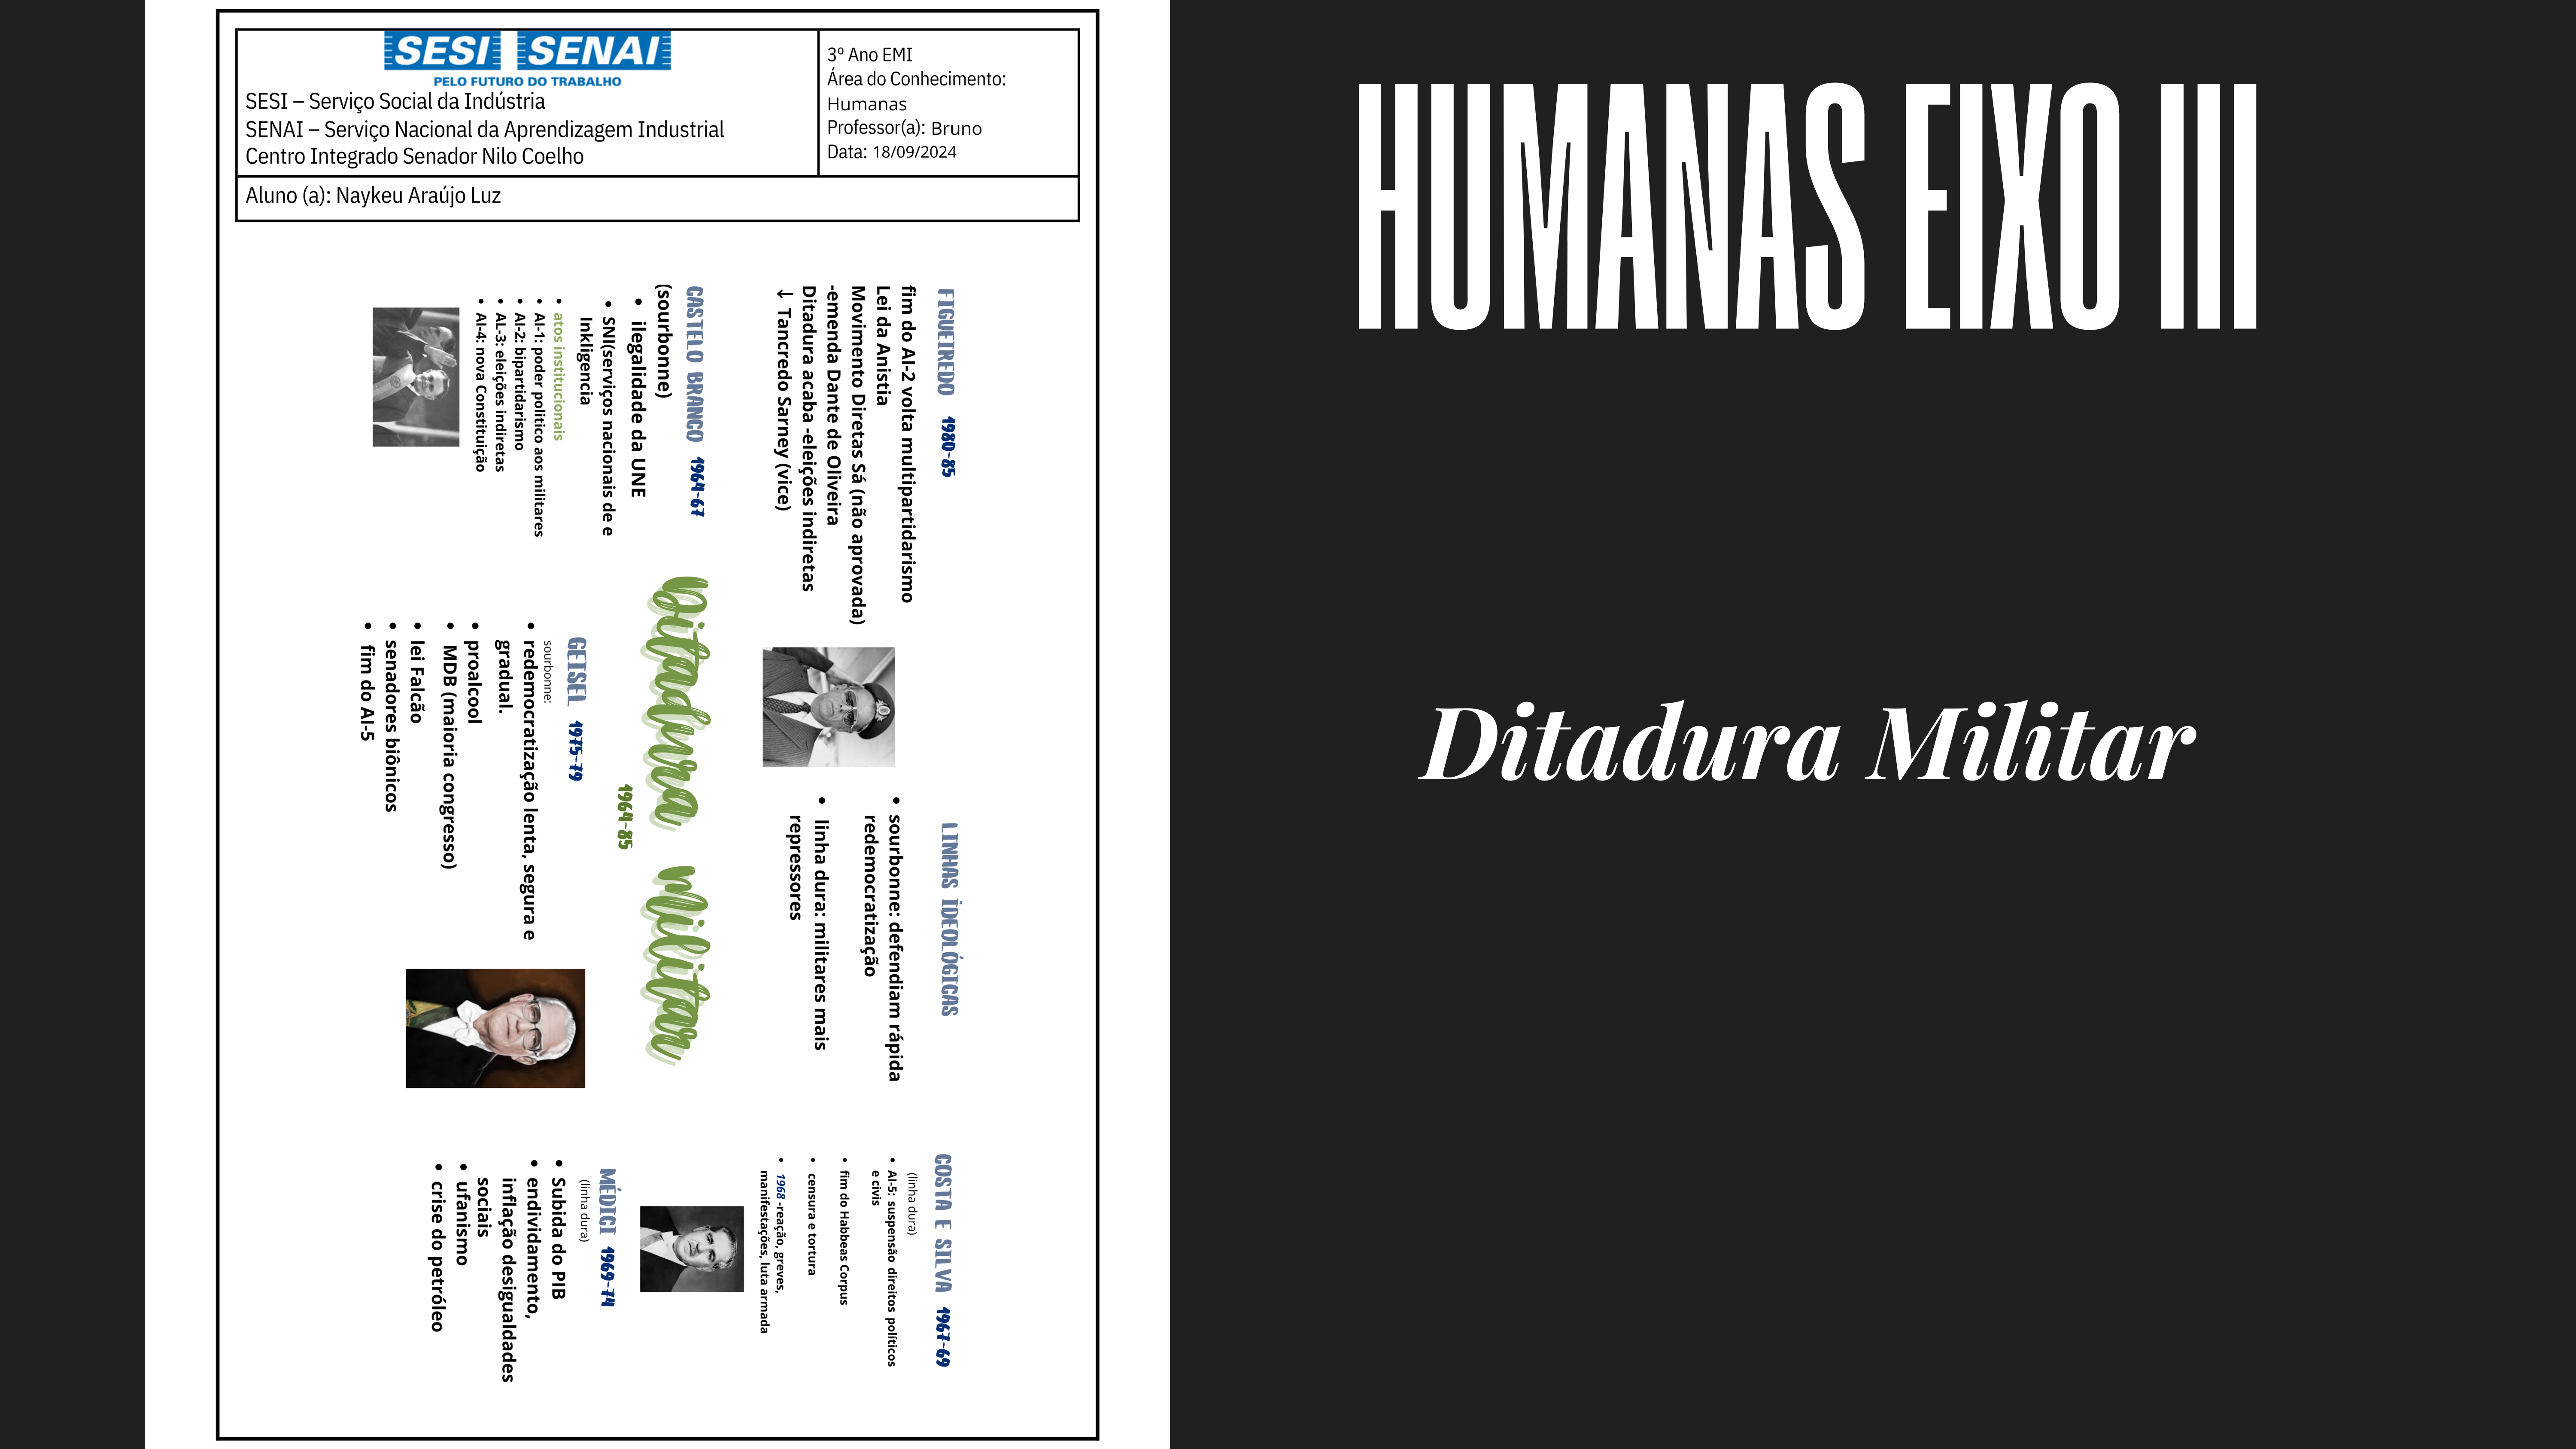 SESI SENAI
PELO FUTURO DO TRABALHO
SESI – Serviço Social da Indústria
SENAI – Serviço Nacional da Aprendizagem Industrial
Centro Integrado Senador Nilo Coelho
3º Ano EMI
Área do Conhecimento:
Humanas
Professor(a): Bruno
Data: 18/09/2024
Aluno (a): Naykeu Araújo Luz
FIGUEIREDO 1980-85
fim do AI-2 volta multipartidarismo
Lei da Anistia
Movimento Diretas Sá (não aprovada)
-emenda Dante de Oliveira
Ditadura acaba -eleições indiretas
↓ Tancredo Sarney (vice)
LINHAS IDEOLÓGICAS
• sourbonne: defendiam rápida
redemocratização
• linha dura: militares mais
repressores
COSTA E SILVA 1967-69
(linha dura)
• AI-5: suspensão direitos políticos
e civis
• fim do Habbeas Corpus
• censura e tortura
• 1968 -reação, greves,
manifestações, luta armada
Ditadura Militar
1964-85
CASTELO BRANCO 1964-67
(sourbonne)
• ilegalidade da UNE
• SNI(serviços nacionais de e
Inkligencia
• atos institucionais
• AI-1: poder politico aos militares
• AI-2: bipartidarismo
• AL-3: eleições indiretas
• AI-4: nova Constituição
GEISEL 1975-79
sourbonne:
• redemocratização lenta, segura e
gradual.
• proalcool
• MDB (maioria congresso)
• lei Falcão
• senadores biônicos
• fim do AI-5
MÉDICI 1969-74
(linha dura)
• Subida do PIB
• endividamento,
inflação desigualdades
sociais
• ufanismo
• crise do petróleo
HUMANAS EIXO III
Ditadura Militar